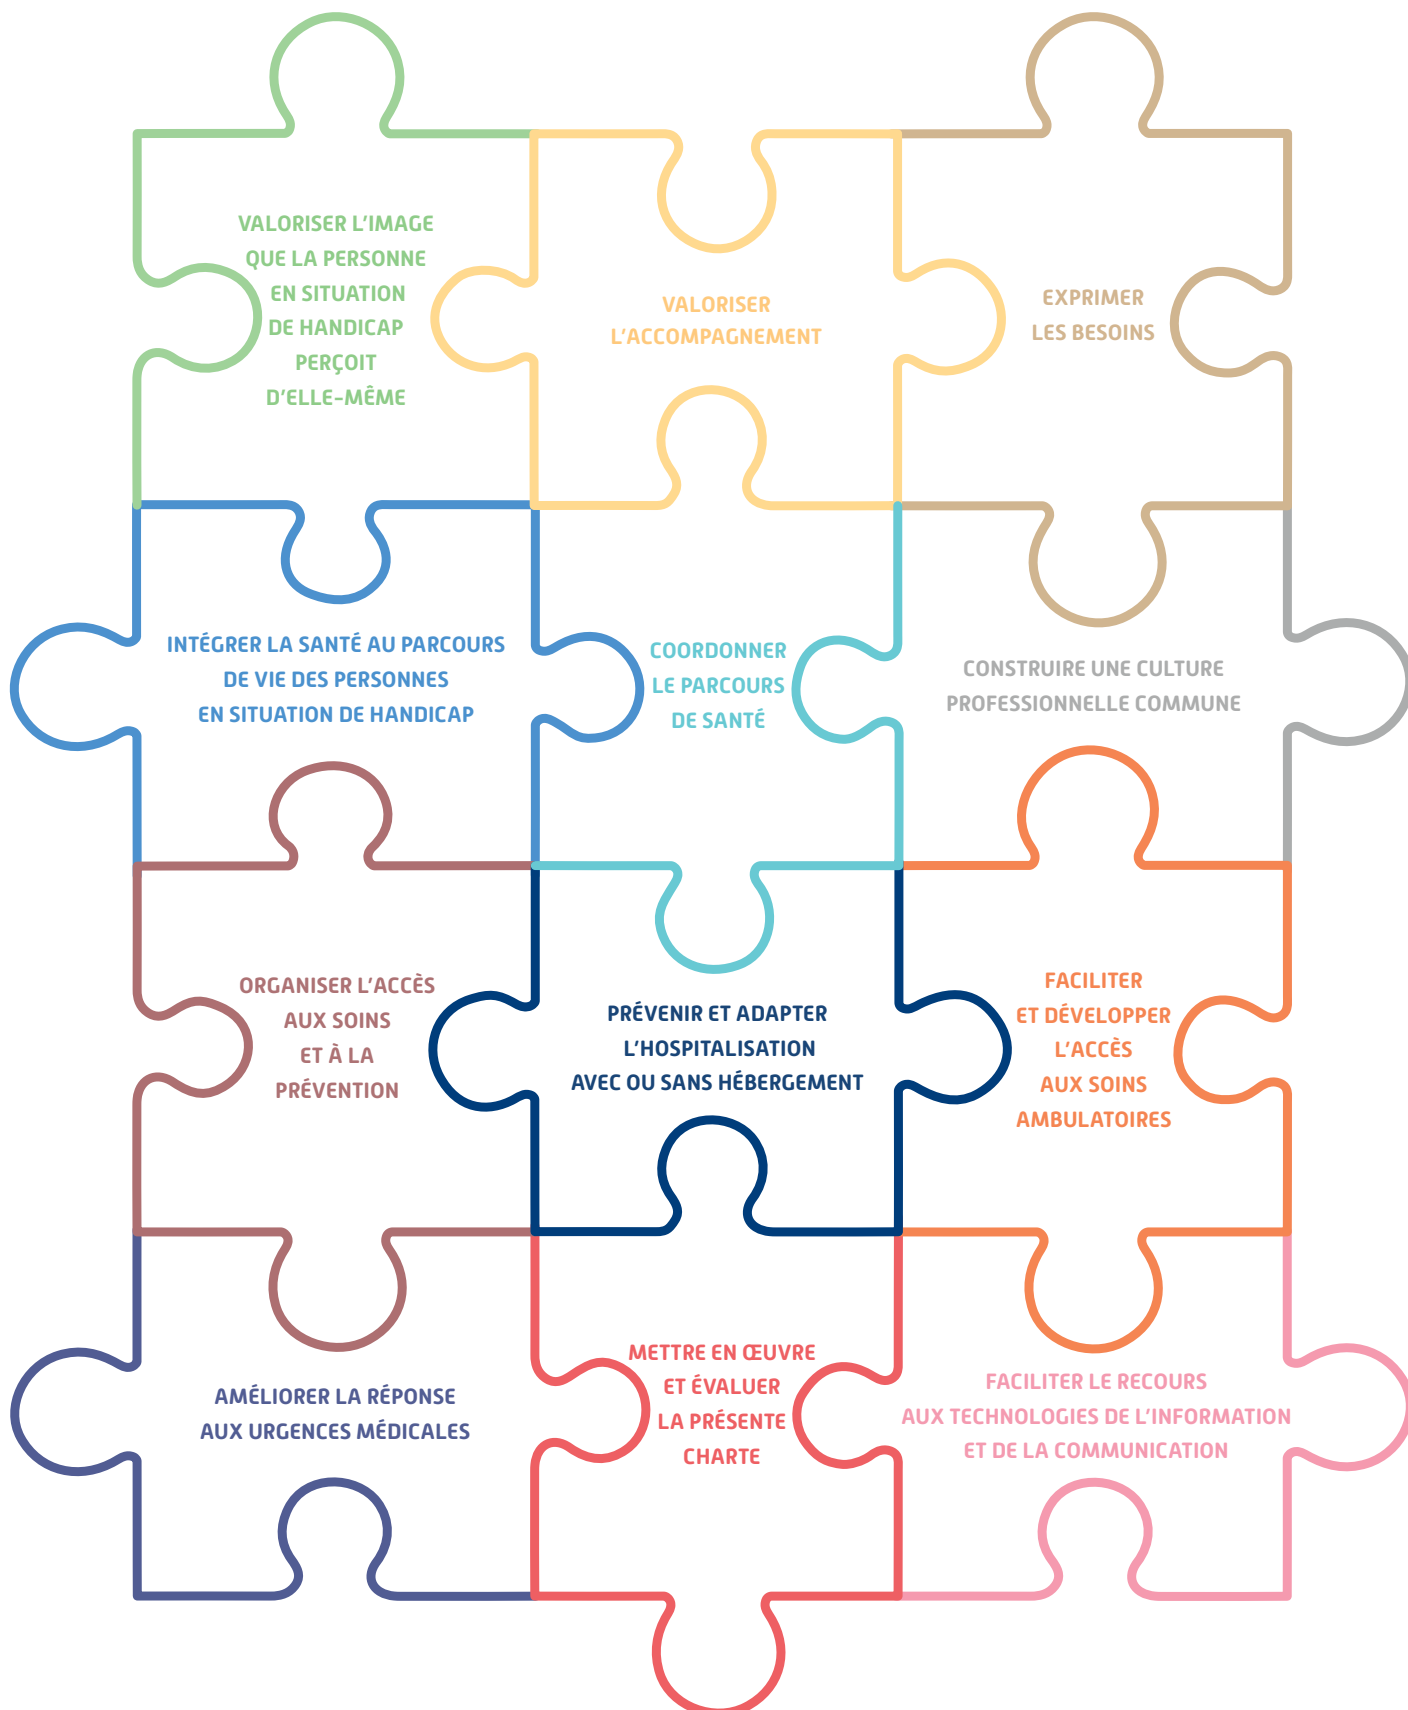 VALORISER L'IMAGE
QUE LA PERSONNE
EN SITUATION
DE HANDICAP
PERÇOIT
D'ELLE-MÊME
VALORISER
L'ACCOMPAGNEMENT
EXPRIMER
LES BESOINS
INTÉGRER LA SANTÉ AU PARCOURS
DE VIE DES PERSONNES
EN SITUATION DE HANDICAP
COORDONNER
LE PARCOURS
DE SANTÉ
CONSTRUIRE UNE CULTURE
PROFESSIONNELLE COMMUNE
ORGANISER L'ACCÈS
AUX SOINS
ET À LA
PRÉVENTION
PRÉVENIR ET ADAPTER
L'HOSPITALISATION
AVEC OU SANS HÉBERGEMENT
FACILITER
ET DÉVELOPPER
L'ACCÈS
AUX SOINS
AMBULATOIRES
AMÉLIORER LA RÉPONSE
AUX URGENCES MÉDICALES
METTRE EN ŒUVRE
ET ÉVALUER
LA PRÉSENTE
CHARTE
FACILITER LE RECOURS
AUX TECHNOLOGIES DE L'INFORMATION
ET DE LA COMMUNICATION